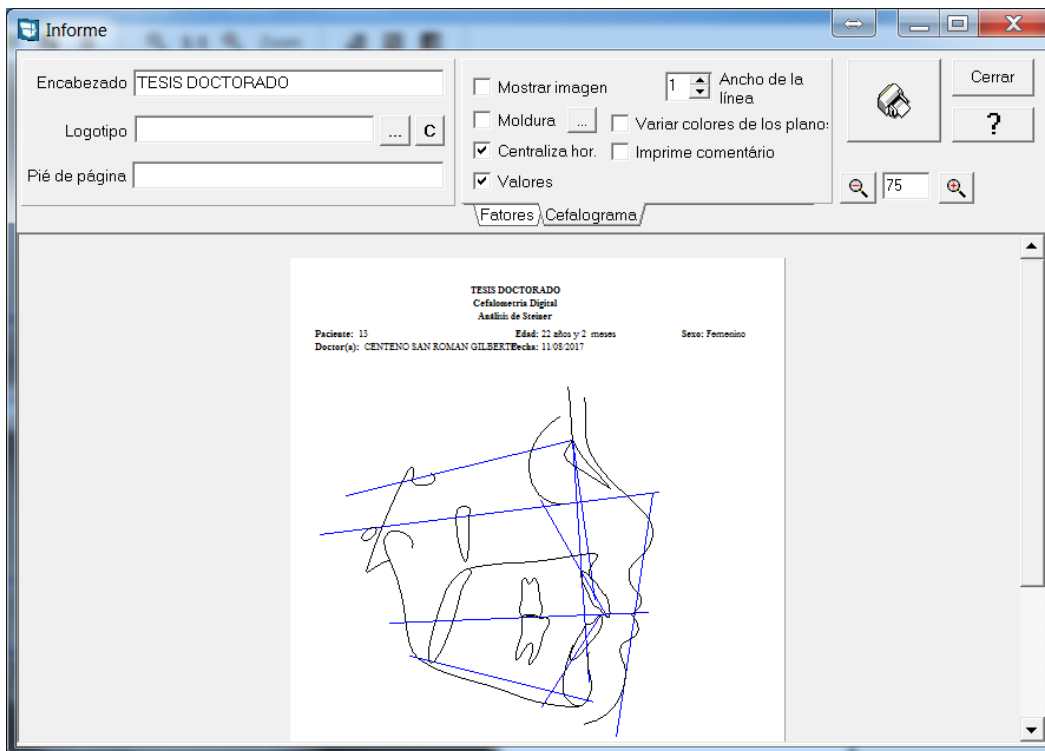 Informe
Encabezado TESIS DOCTORADO
Logotipo ... C
Pié de página
Mostrar imagen 1 Ancho de la línea
Moldura ... Variar colores de los planos
Centraliza hor. Imprime comentário
Valores
Fatores Cefalograma
Cerrar
?
75
TESIS DOCTORADO
Cefalometria Digital
Análisis de Steiner
Paciente: 13 Edad: 22 años y 2 meses Sexo: Femenino
Doctor(a): CENTENO SAN ROMAN GILBERTO Fecha: 11/08/2017